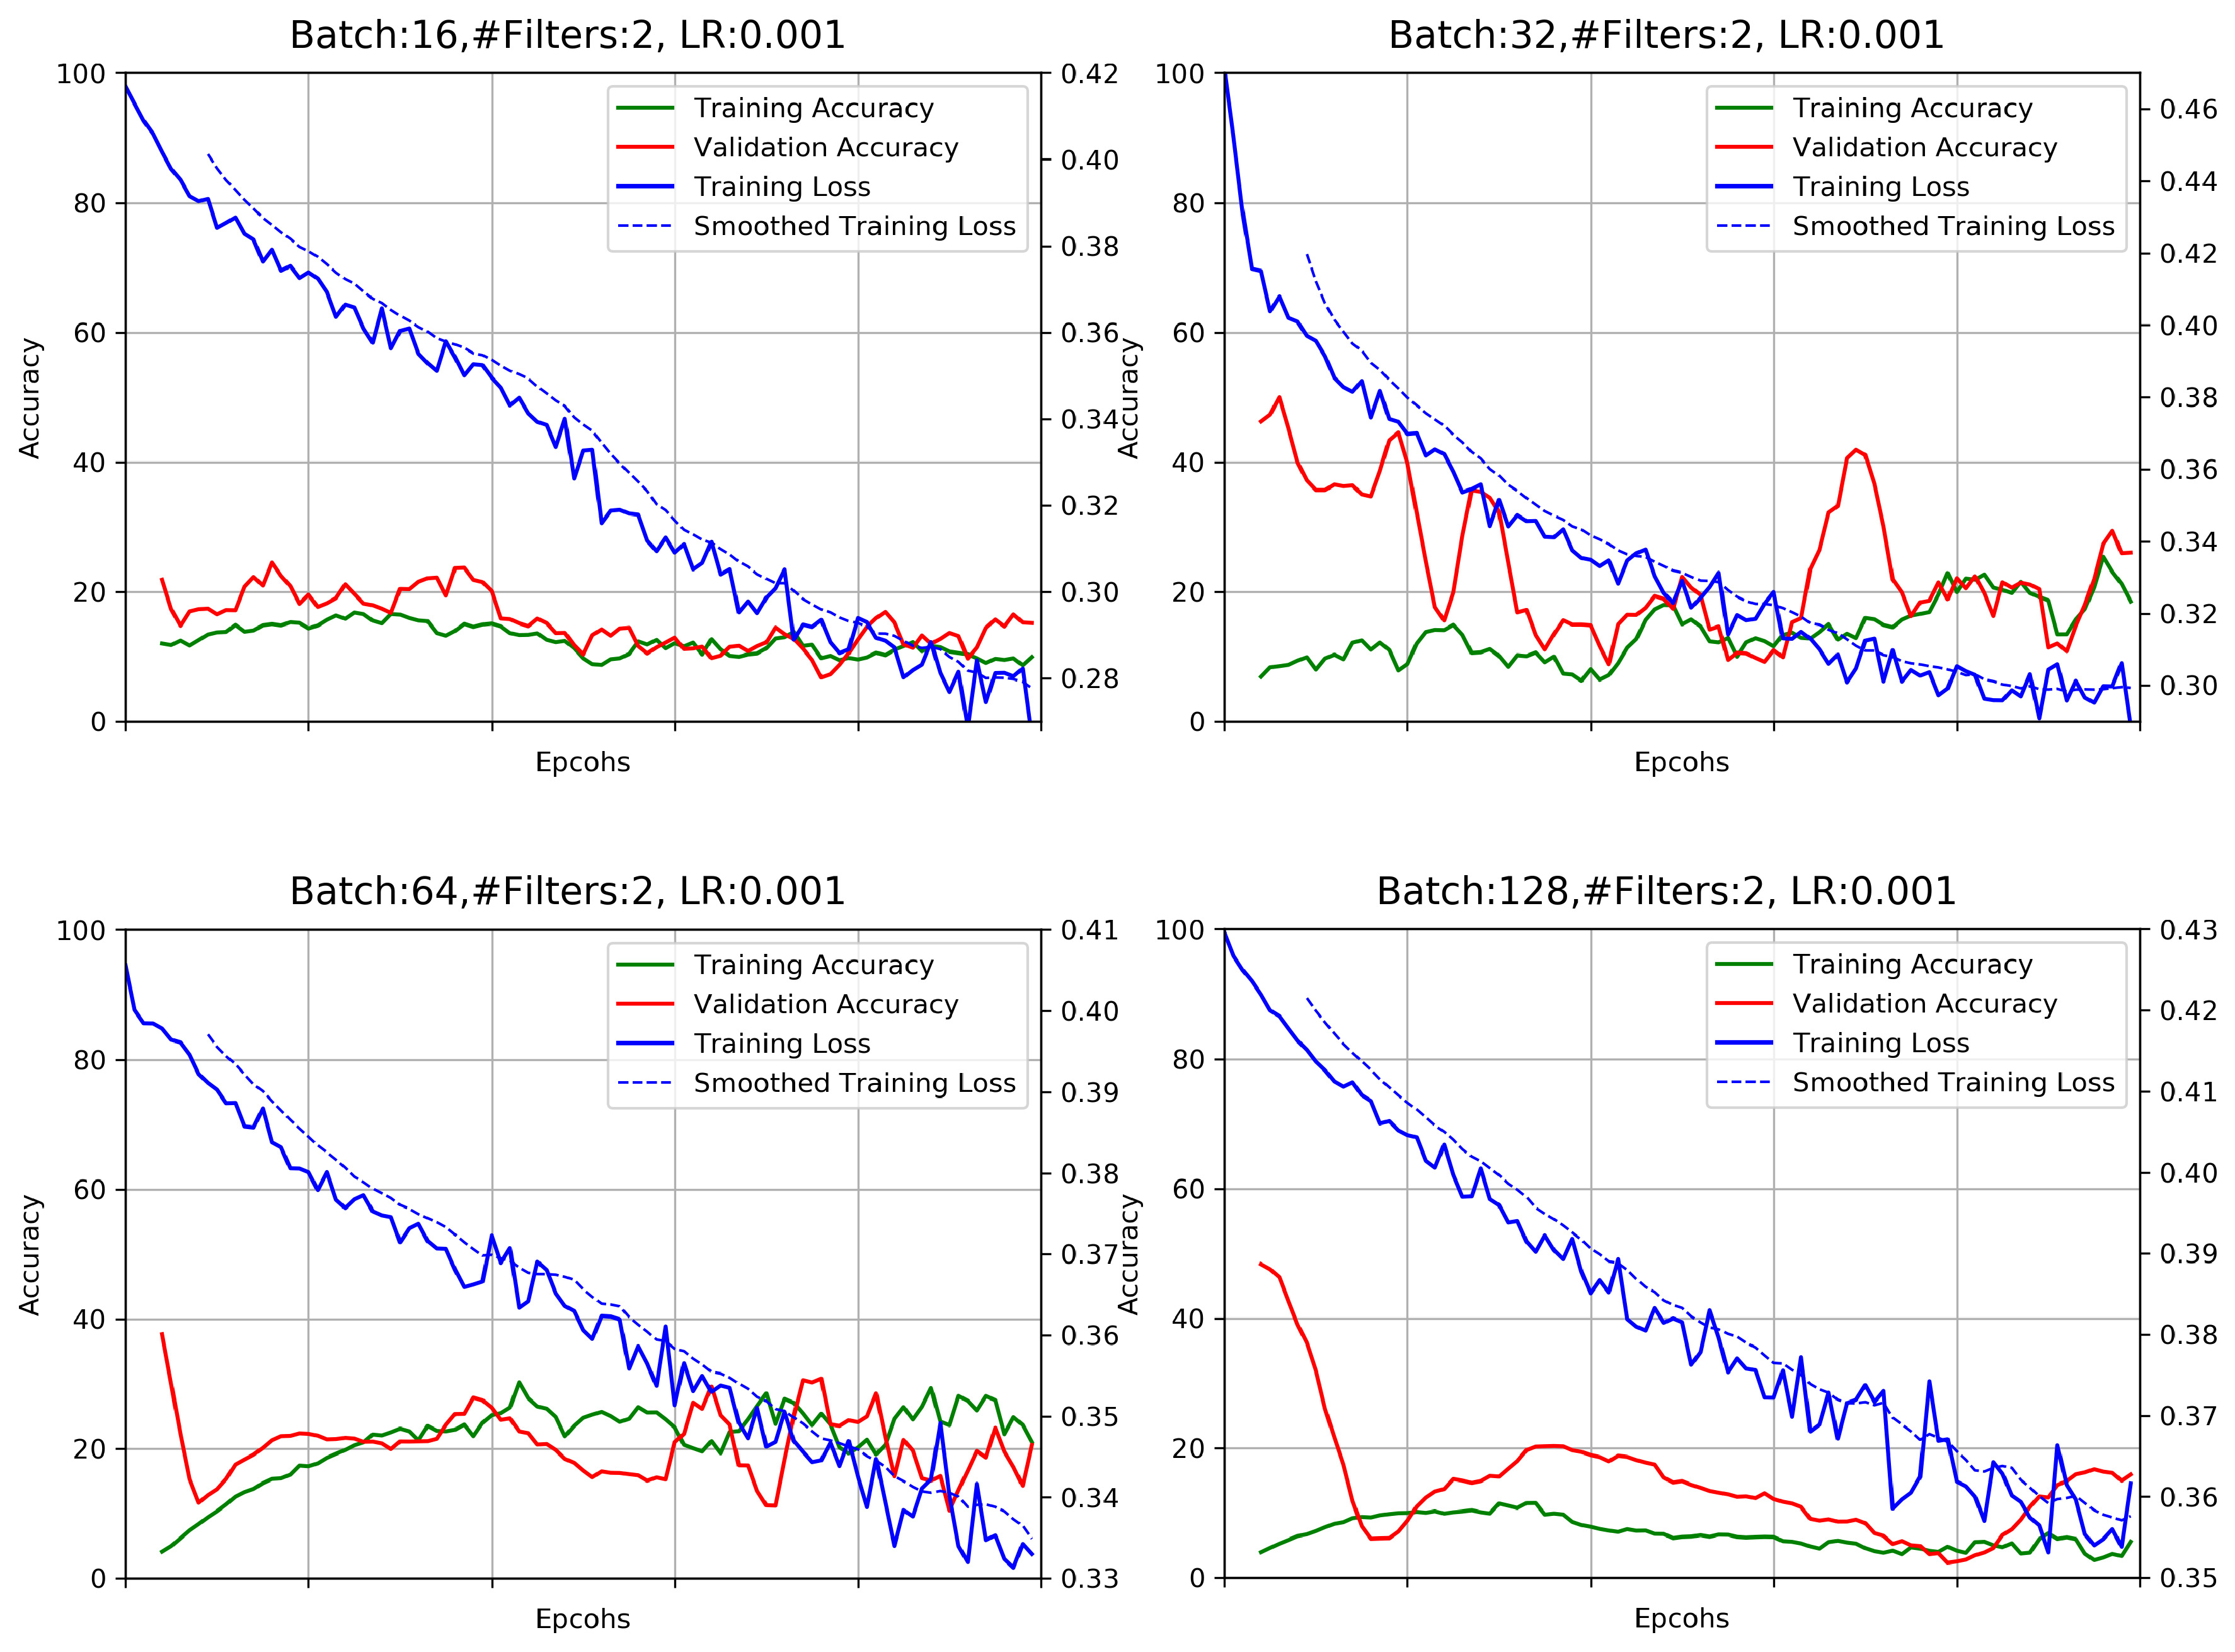 Batch:16,#Filters:2, LR:0.001
100
80
60
40
20
0
Accuracy
Training Accuracy
Validation Accuracy
Training Loss
Smoothed Training Loss
0.42
0.40
0.38
0.36
0.34
0.32
0.30
0.28
Epcohs
Batch:32,#Filters:2, LR:0.001
100
80
60
40
20
0
Accuracy
Training Accuracy
Validation Accuracy
Training Loss
Smoothed Training Loss
0.46
0.44
0.42
0.40
0.38
0.36
0.34
0.32
0.30
Epcohs
Batch:64,#Filters:2, LR:0.001
100
80
60
40
20
0
Accuracy
Training Accuracy
Validation Accuracy
Training Loss
Smoothed Training Loss
0.41
0.40
0.39
0.38
0.37
0.36
0.35
0.34
0.33
Epcohs
Batch:128,#Filters:2, LR:0.001
100
80
60
40
20
0
Accuracy
Training Accuracy
Validation Accuracy
Training Loss
Smoothed Training Loss
0.43
0.42
0.41
0.40
0.39
0.38
0.37
0.36
0.35
Epcohs